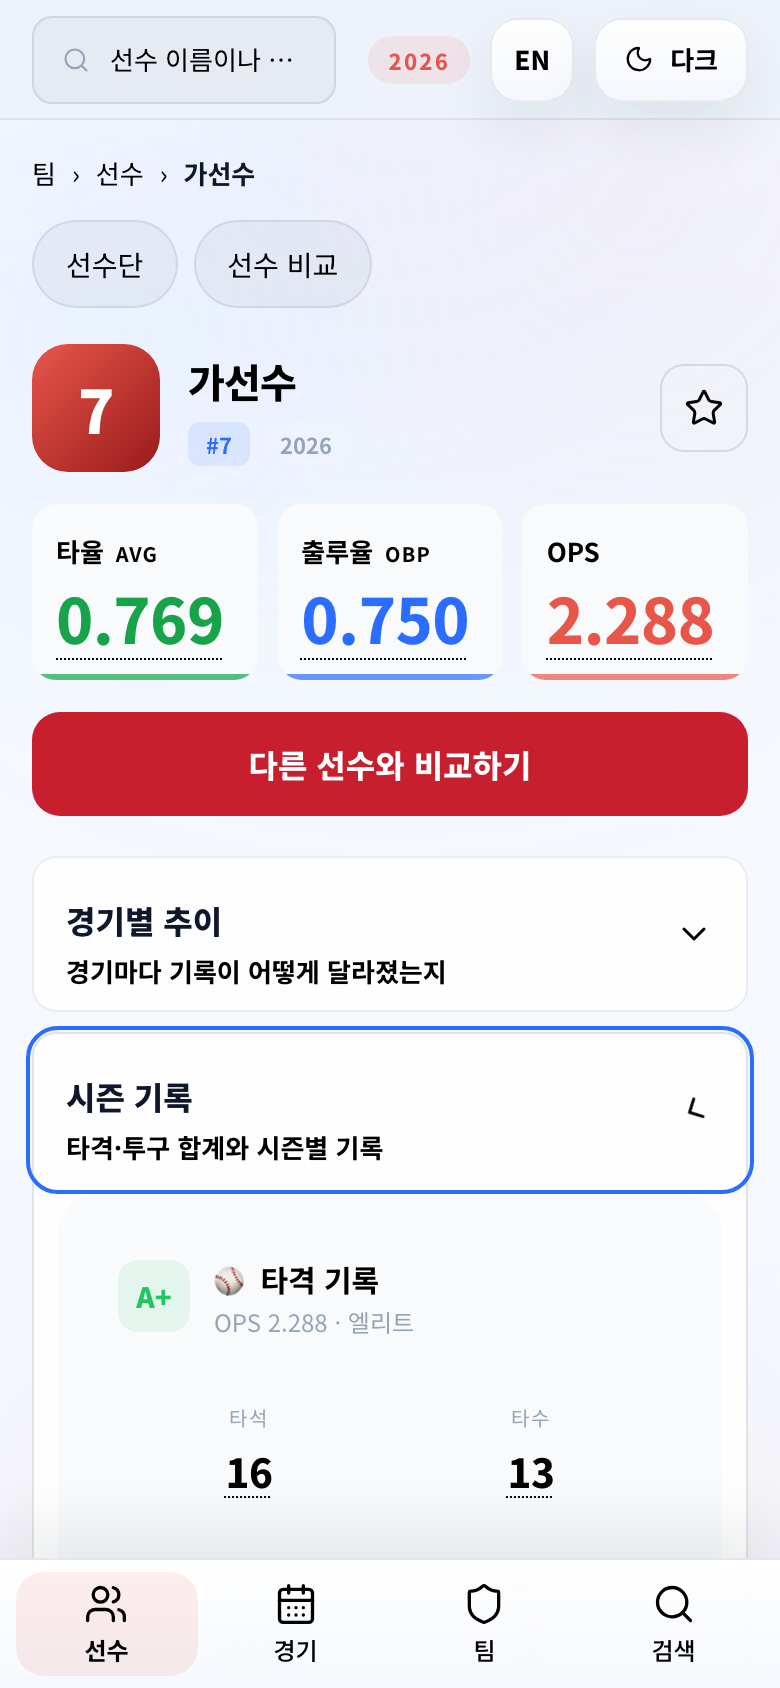 선수 이름이나 ⋯
2026
EN
다크
팀 › 선수 › 가선수
선수단
선수 비교
7
가선수
#7
2026
타율 AVG
0.769
출루율 OBP
0.750
OPS
2.288
다른 선수와 비교하기
경기별 추이
경기마다 기록이 어떻게 달라졌는지
시즌 기록
타격·투구 합계와 시즌별 기록
A+
타격 기록
OPS 2.288 · 엘리트
타석
16
타수
13
선수
경기
팀
검색